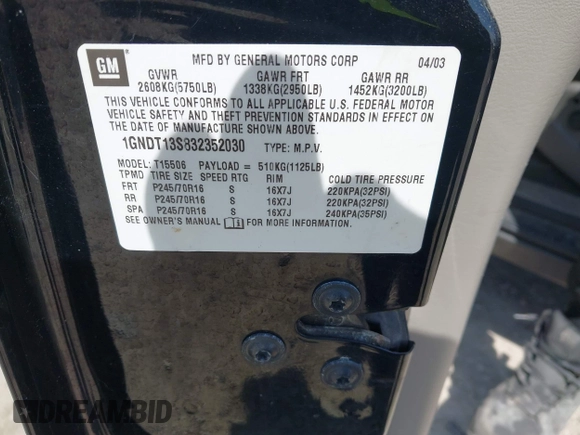 GM
MFD BY GENERAL MOTORS CORP 04/03
GVWR GAWR FRT GAWR RR
2608KG(5750LB) 1338KG(2950LB) 1452KG(3200LB)
THIS VEHICLE CONFORMS TO ALL APPLICABLE U.S. FEDERAL MOTOR
VEHICLE SAFETY AND THEFT PREVENTION STANDARDS IN EFFECT ON
THE DATE OF MANUFACTURE SHOWN ABOVE.
1GNDT13S832352030 TYPE: M.P.V.
MODEL: T15506 PAYLOAD = 510KG(1125LB)
TPMD TIRE SIZE SPEED RTG RIM COLD TIRE PRESSURE
FRT P245/70R16 S 16X7J 220KPA(32PSI)
RR P245/70R16 S 16X7J 220KPA(32PSI)
SPA P245/70R16 S 16X7J 240KPA(35PSI)
SEE OWNER'S MANUAL FOR MORE INFORMATION.
DREAMBID